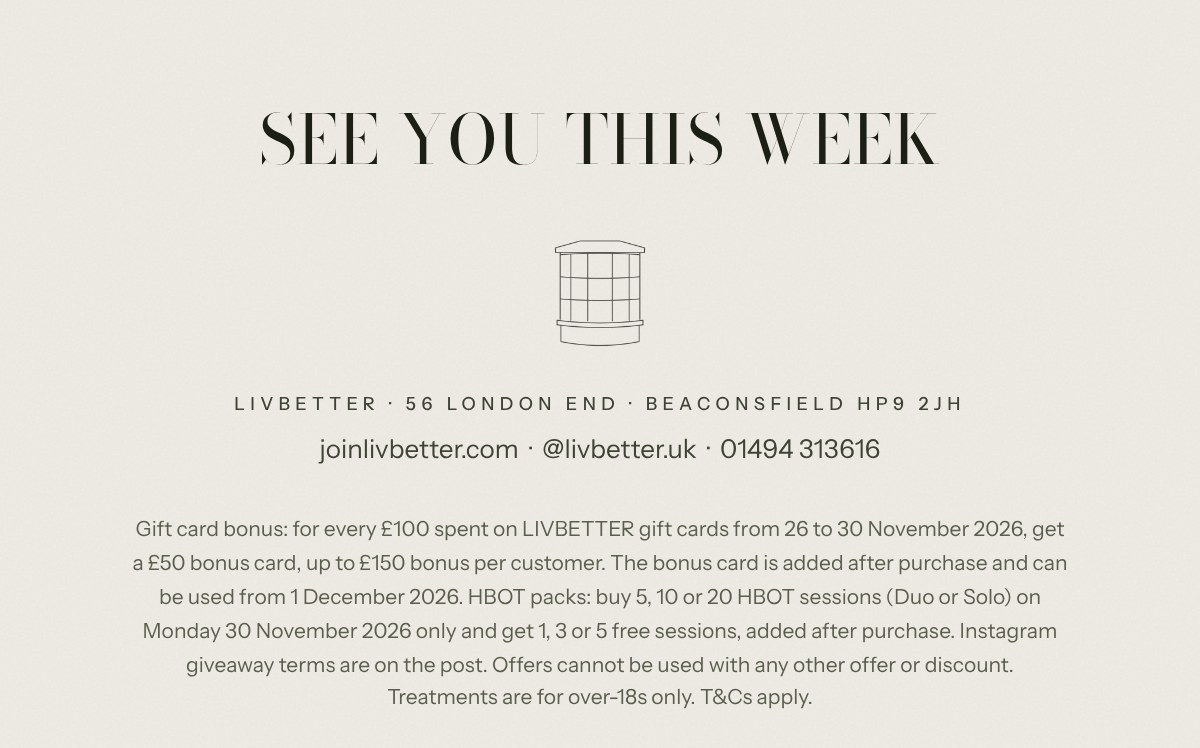 SEE YOU THIS WEEK
LIVBETTER · 56 LONDON END · BEACONSFIELD HP9 2JH
joinlivbetter.com · @livbetter.uk · 01494 313616
Gift card bonus: for every £100 spent on LIVBETTER gift cards from 26 to 30 November 2026, get
a £50 bonus card, up to £150 bonus per customer. The bonus card is added after purchase and can
be used from 1 December 2026. HBOT packs: buy 5, 10 or 20 HBOT sessions (Duo or Solo) on
Monday 30 November 2026 only and get 1, 3 or 5 free sessions, added after purchase. Instagram
giveaway terms are on the post. Offers cannot be used with any other offer or discount.
Treatments are for over-18s only. T&Cs apply.